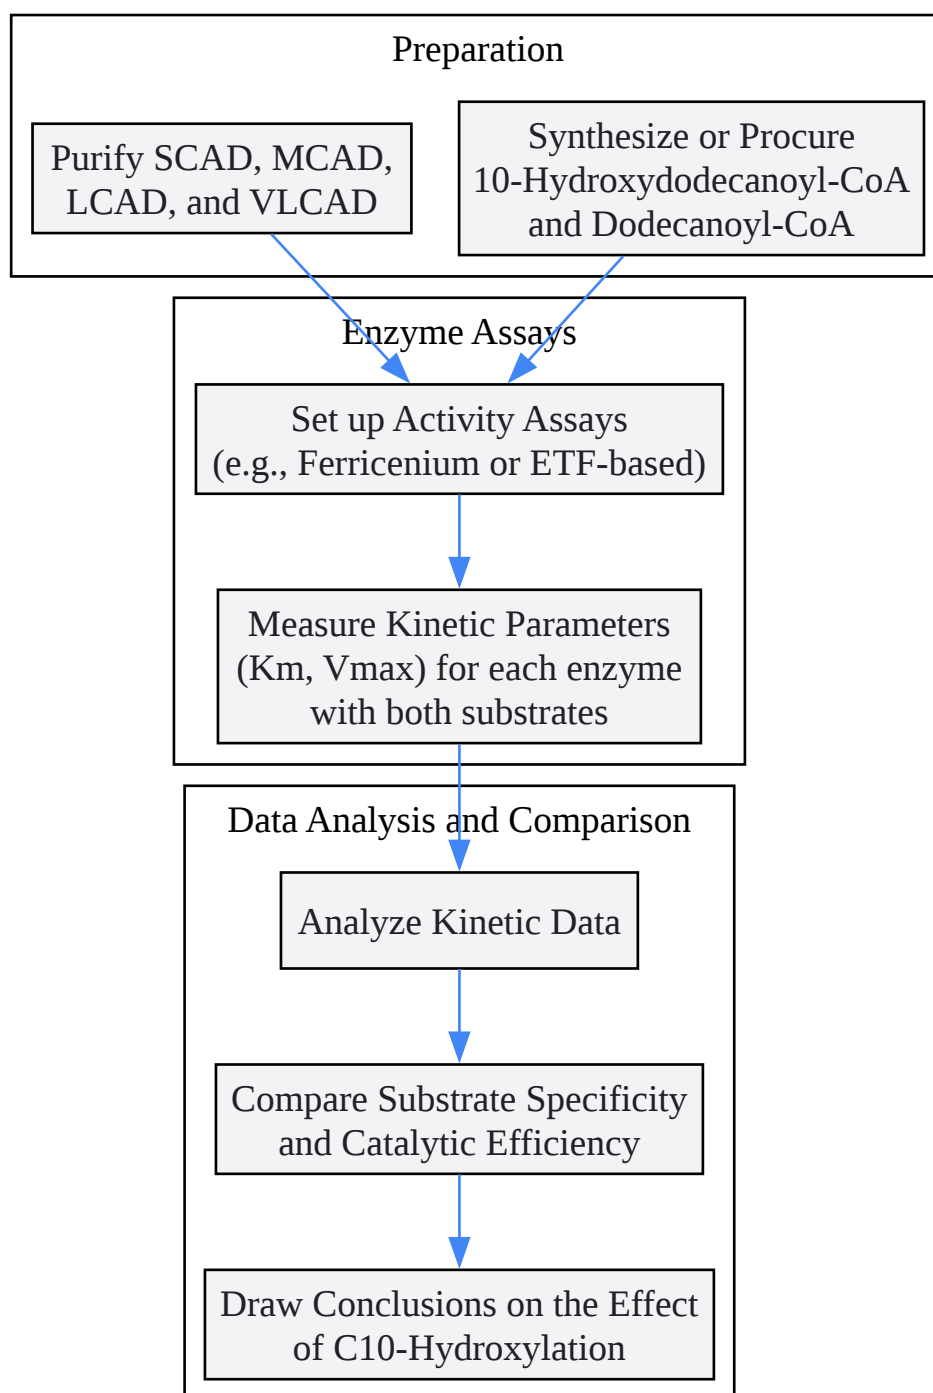 Preparation
Purify SCAD, MCAD,
LCAD, and VLCAD
Synthesize or Procure
10-Hydroxydodecanoyl-CoA
and Dodecanoyl-CoA
Enzyme Assays
Set up Activity Assays
(e.g., Ferricenium or ETF-based)
Measure Kinetic Parameters
(Km, Vmax) for each enzyme
with both substrates
Data Analysis and Comparison
Analyze Kinetic Data
Compare Substrate Specificity
and Catalytic Efficiency
Draw Conclusions on the Effect
of C10-Hydroxylation